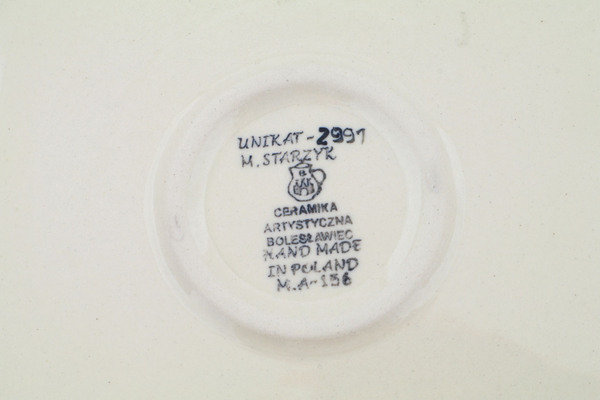 UNIKAT-2991
M.STARZYK
CERAMIKA
ARTYSTYCZNA
BOLESŁAWIEC
HAND MADE
IN POLAND
M.A-156